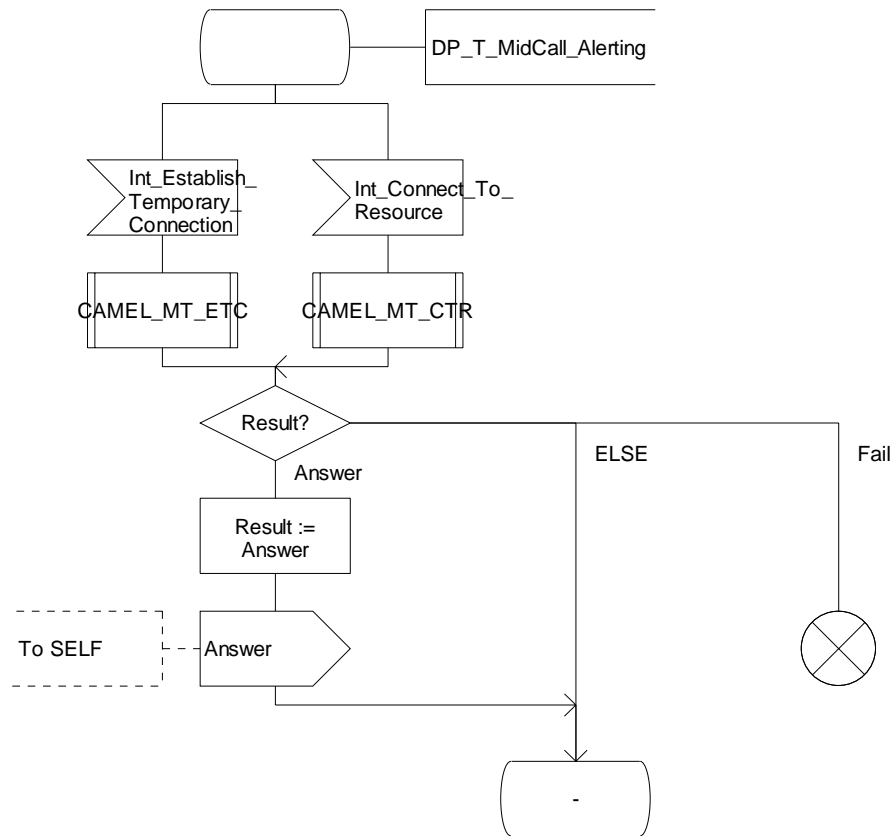 DP_T_MidCall_Alerting
Int_Establish_
Temporary_
Connection
Int_Connect_To_
Resource
CAMEL_MT_ETC
CAMEL_MT_CTR
Result?
ELSE
Fail
Answer
Result :=
Answer
To SELF
Answer
-